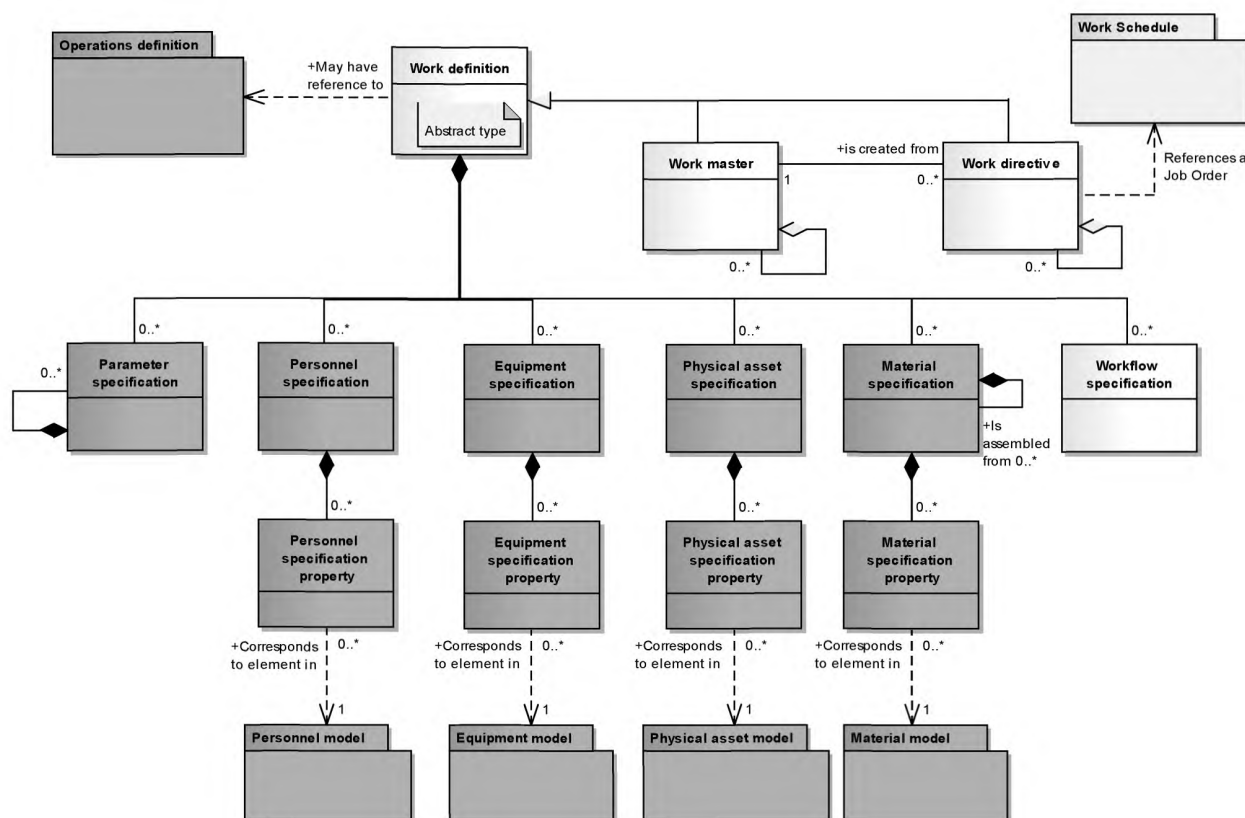 Operations definition
+May have
reference to
Work definition
Abstract type
Work Schedule
Work master
+is created from
1
0..*
Work directive
References a
Job Order
0..*
0..*
0..*
0..*
0..*
0..*
0..*
0..*
0..*
Parameter
specification
Personnel
specification
Equipment
specification
Physical asset
specification
Material
specification
Workflow
specification
+Is
assembled
from 0..*
0..*
0..*
0..*
0..*
Personnel
specification
property
Equipment
specification
property
Physical asset
specification
property
Material
specification
property
+Corresponds
to element in
0..*
+Corresponds
to element in
0..*
+Corresponds
to element in
0..*
+Corresponds
to element in
0..*
1
1
1
1
Personnel model
Equipment model
Physical asset model
Material model